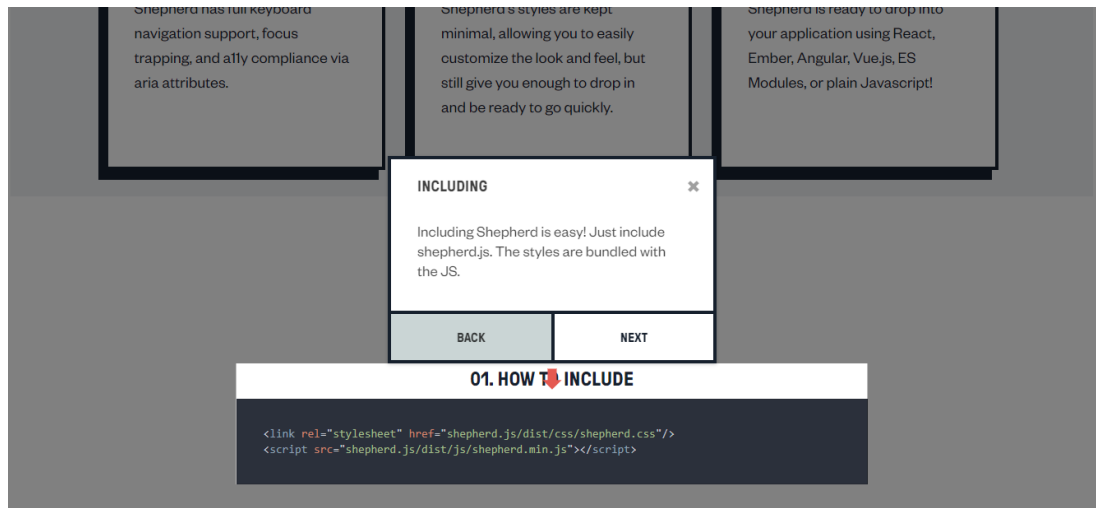 Shepherd has full keyboard
navigation support, focus
trapping, and a11y compliance via
aria attributes.
Shepherd's styles are kept
minimal, allowing you to easily
customize the look and feel, but
still give you enough to drop in
and be ready to go quickly.
Shepherd is ready to drop into
your application using React,
Ember, Angular, Vue.js, ES
Modules, or plain Javascript!
INCLUDING
Including Shepherd is easy! Just include
shepherd.js. The styles are bundled with
the JS.
BACK
NEXT
01. HOW TO INCLUDE
<link rel="stylesheet" href="shepherd.js/dist/css/shepherd.css"/>
<script src="shepherd.js/dist/js/shepherd.min.js"></script>